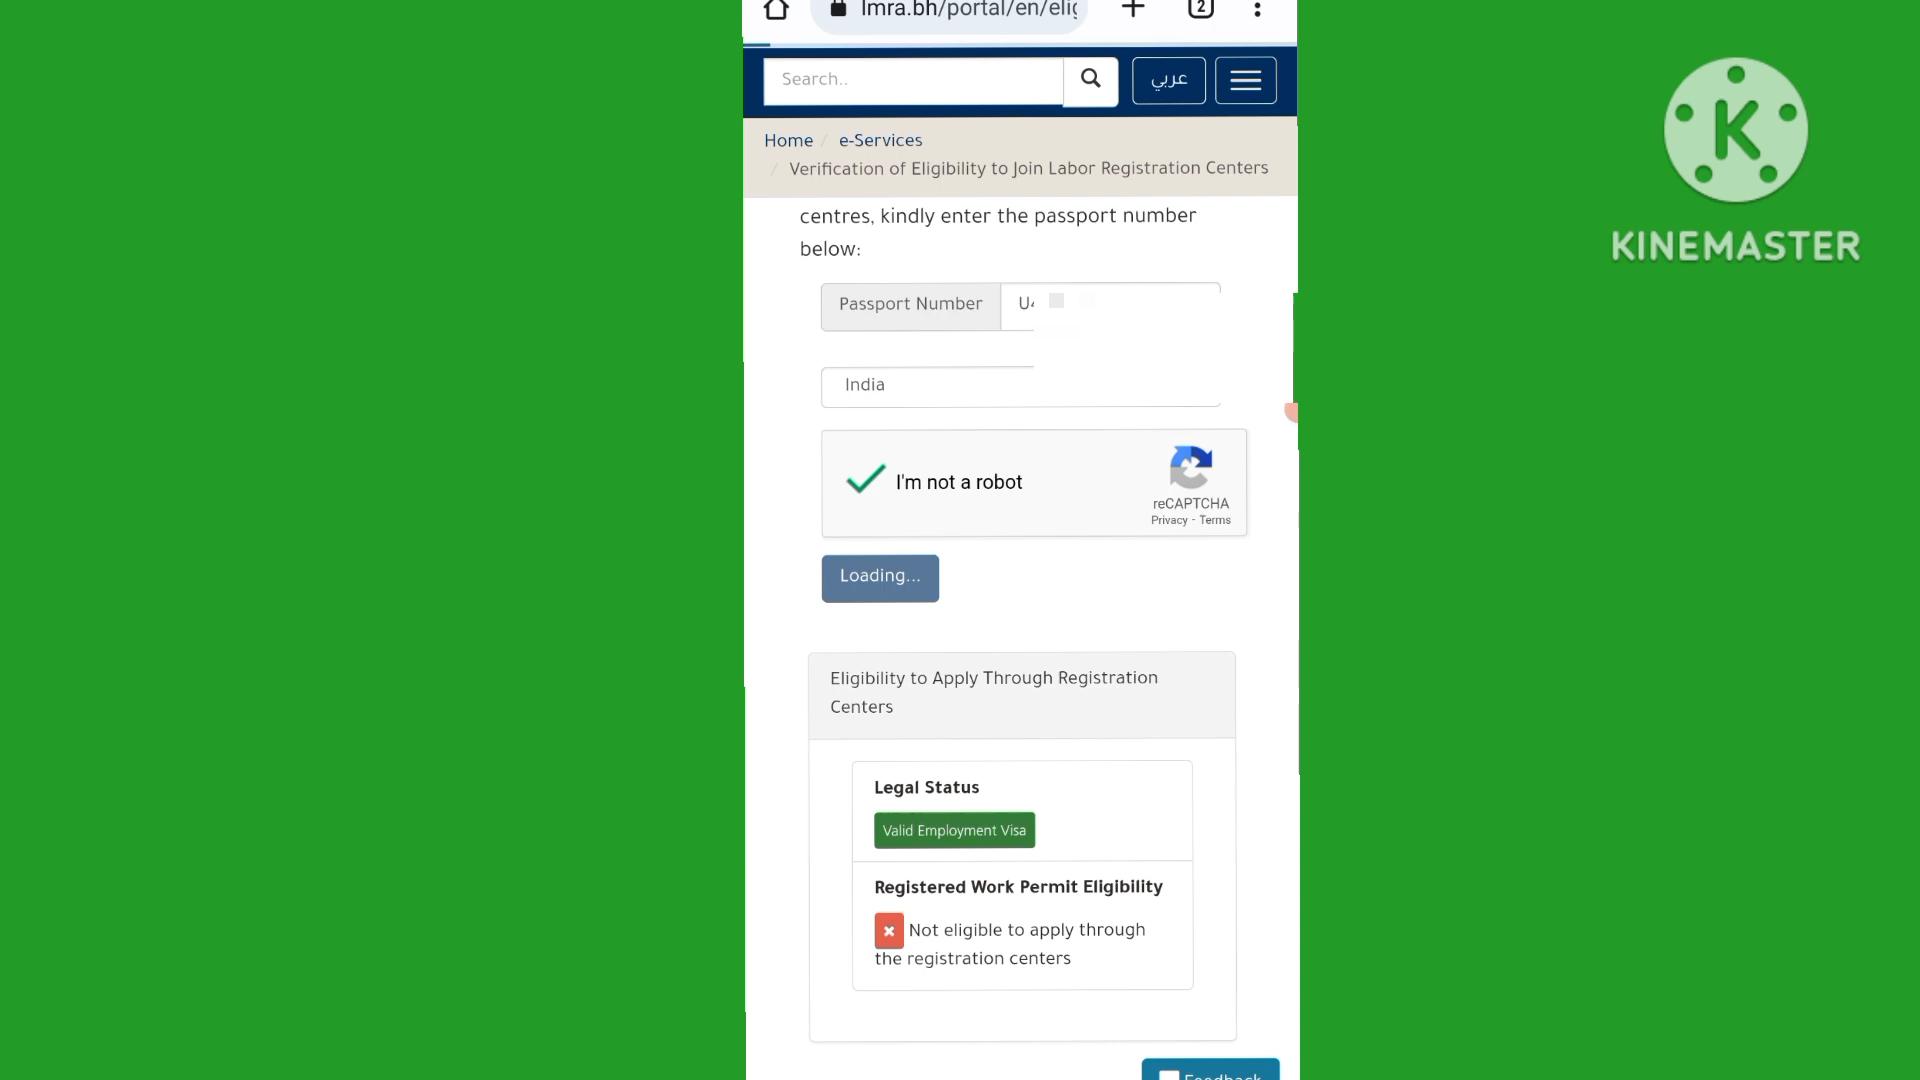 lmra.bh/portal/en/elig
2
Search..
عربي
Home / e-Services
/ Verification of Eligibility to Join Labor Registration Centers
centres, kindly enter the passport number
below:
Passport Number U4
India
I'm not a robot
reCAPTCHA
Privacy - Terms
Loading...
Eligibility to Apply Through Registration
Centers
Legal Status
Valid Employment Visa
Registered Work Permit Eligibility
Not eligible to apply through
the registration centers
Feedback
K
KINEMASTER